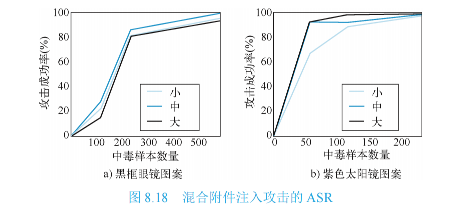 攻击成功率(%)
100
80
60
40
20
0
小
中
大
100 200 300 400 500
中毒样本数量
a) 黑框眼镜图案
攻击成功率(%)
100
80
60
40
20
0
小
中
大
0 50 100 150 200
中毒样本数量
b) 紫色太阳镜图案
图 8.18 混合附件注入攻击的 ASR